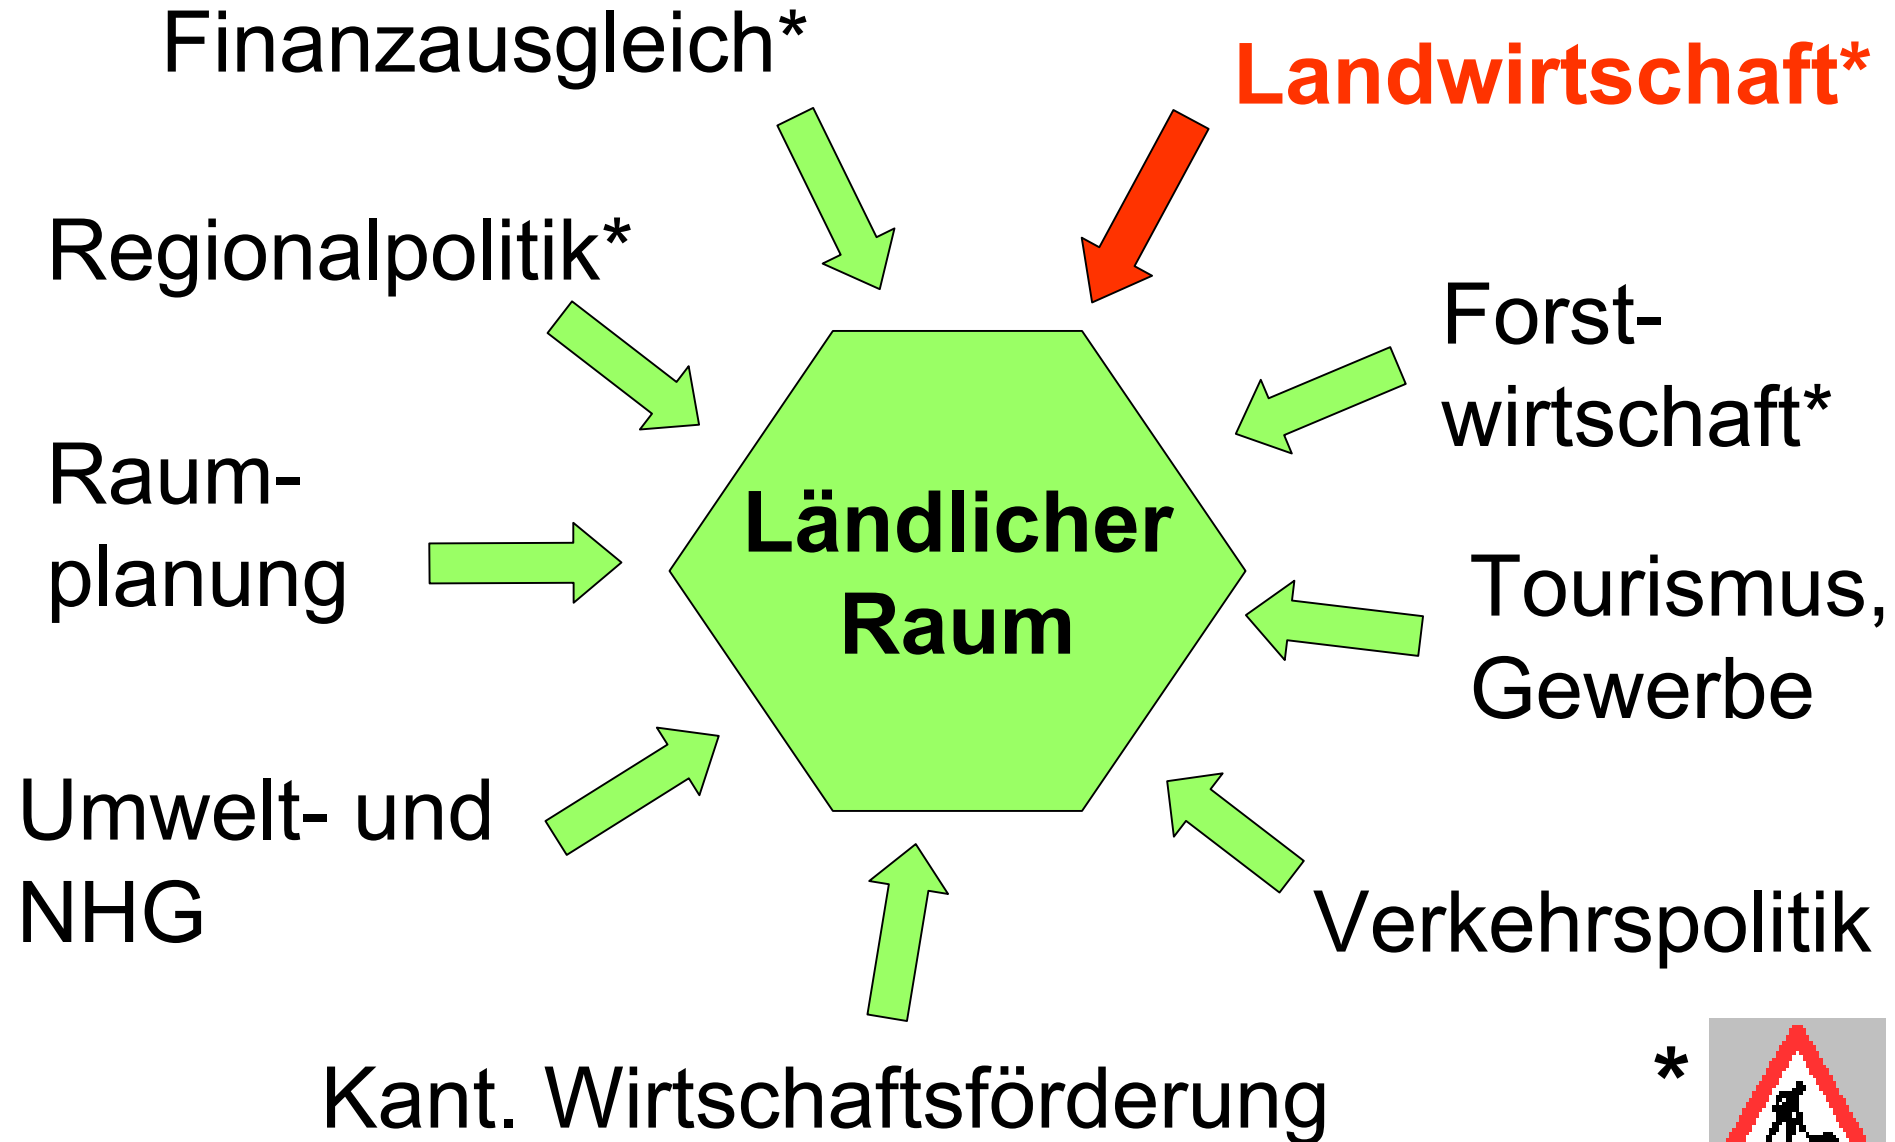 Finanzausgleich*
Landwirtschaft*
Regionalpolitik*
Forst-
wirtschaft*
Raum-
planung
Ländlicher
Raum
Tourismus,
Gewerbe
Umwelt- und
NHG
Verkehrspolitik
Kant. Wirtschaftsförderung
*